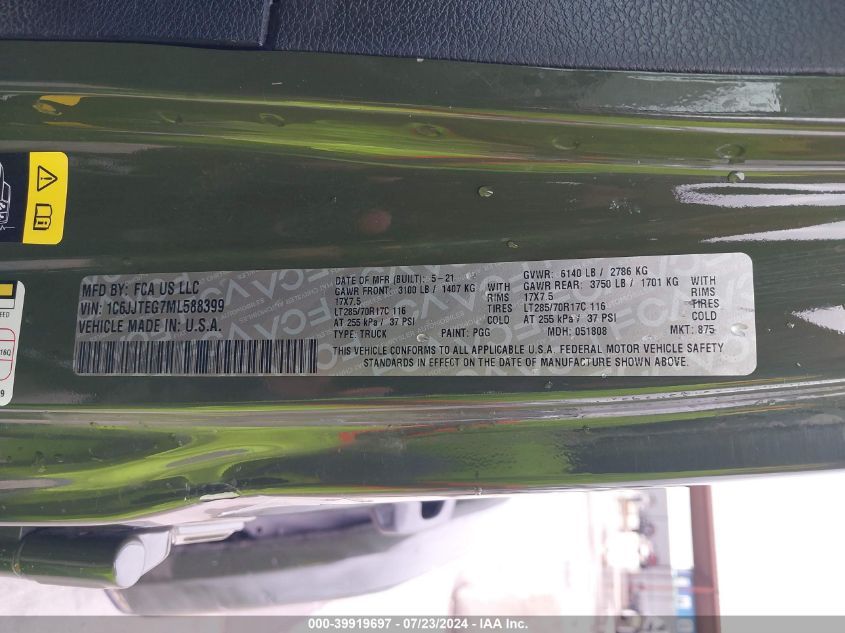 MFD BY: FCA US LLC
VIN: 1C6JJTEG7ML588399
VEHICLE MADE IN: U.S.A.
DATE OF MFR (BUILT): 5-21
GAWR FRONT: 3100 LB / 1407 KG WITH
17X7.5 RIMS
LT285/70R17C 116 TIRES
AT 255 kPa / 37 PSI COLD
TYPE: TRUCK PAINT: PGG
GVWR: 6140 LB / 2786 KG
GAWR REAR: 3750 LB / 1701 KG WITH
17X7.5 RIMS
LT285/70R17C 116 TIRES
AT 255 kPa / 37 PSI COLD
MDH: 051808 MKT: 875
THIS VEHICLE CONFORMS TO ALL APPLICABLE U.S.A. FEDERAL MOTOR VEHICLE SAFETY
STANDARDS IN EFFECT ON THE DATE OF MANUFACTURE SHOWN ABOVE.
000-39919697 - 07/23/2024 - IAA Inc.